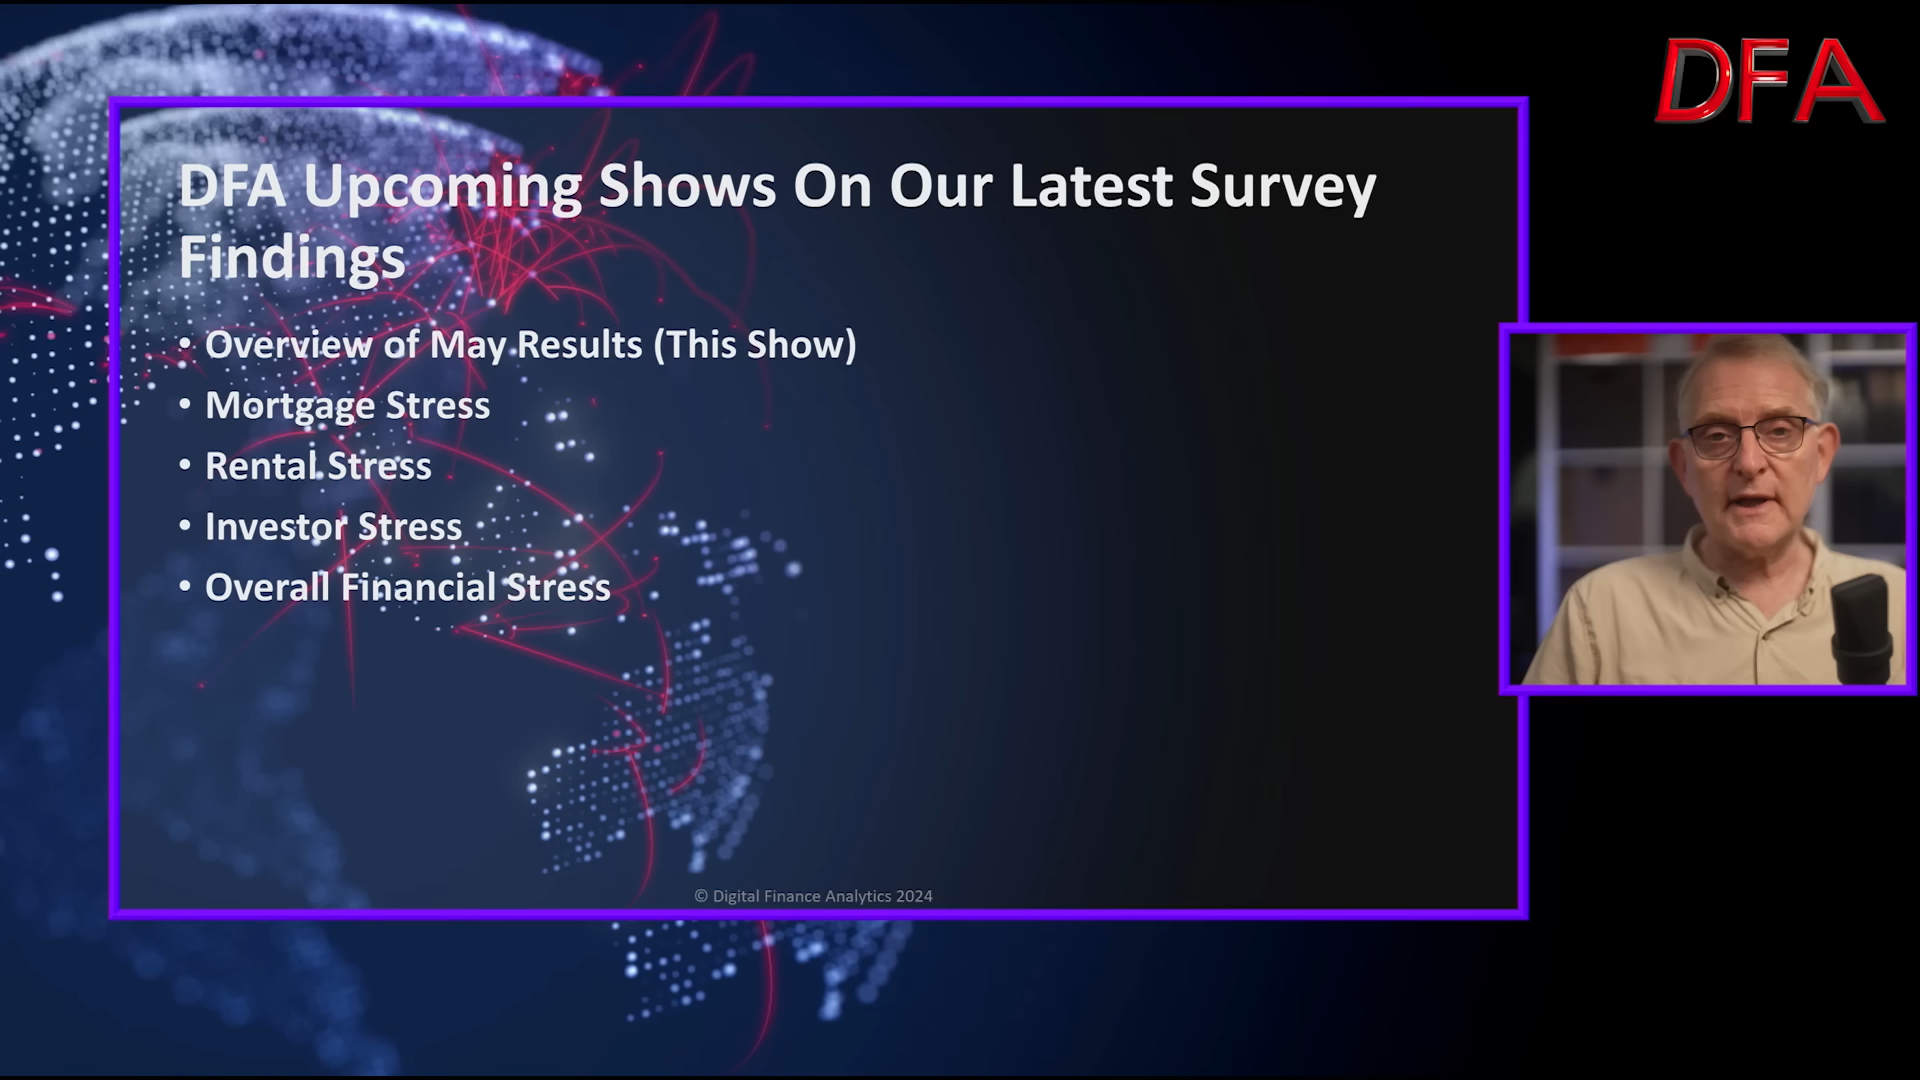 DFA
DFA Upcoming Shows On Our Latest Survey
Findings
• Overview of May Results (This Show)
• Mortgage Stress
• Rental Stress
• Investor Stress
• Overall Financial Stress
© Digital Finance Analytics 2024